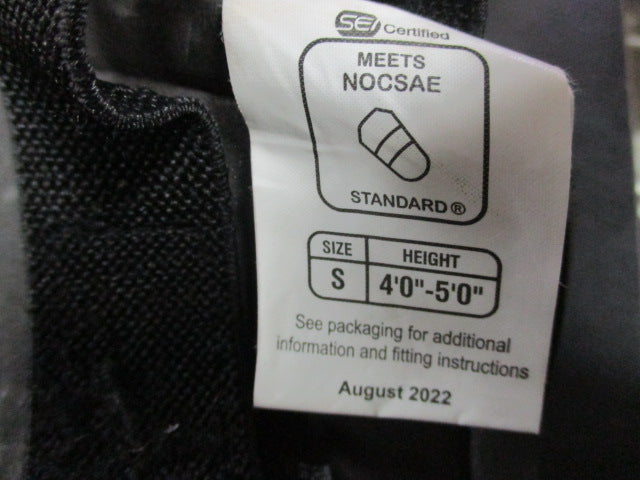 SEI Certified
MEETS
NOCSAE
STANDARD®
SIZE HEIGHT
S 4'0"-5'0"
See packaging for additional
information and fitting instructions
August 2022